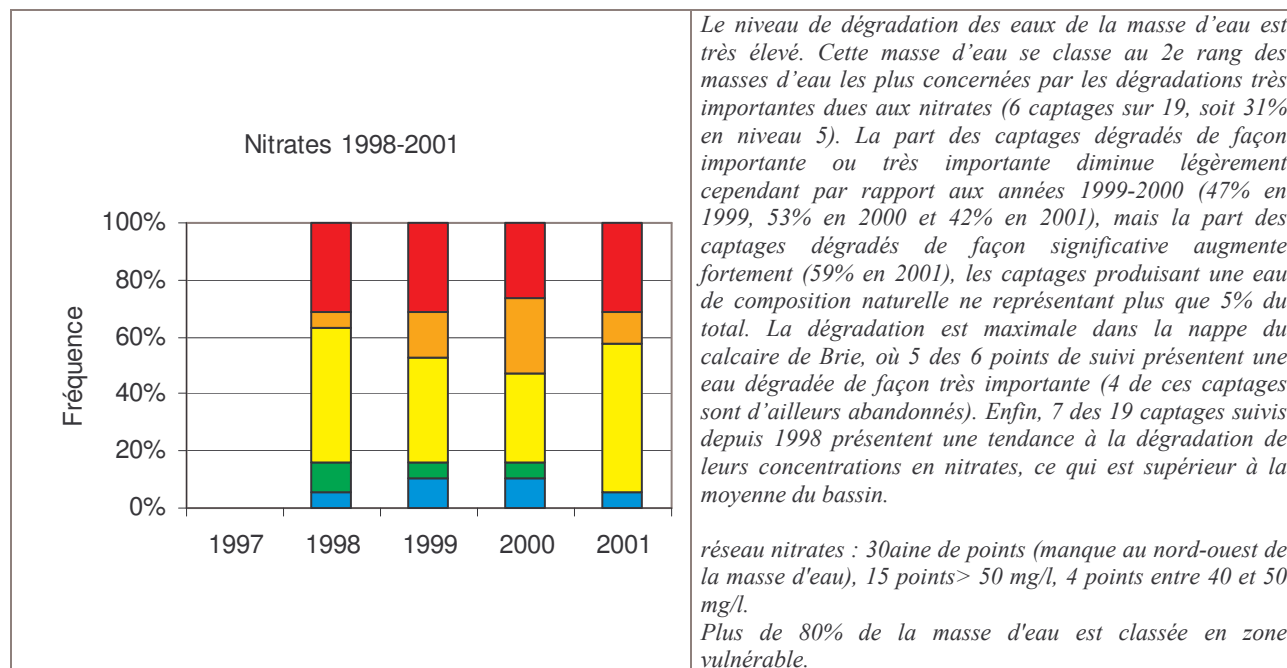 Nitrates 1998-2001
100%
80%
60%
40%
20%
0%
Fréquence
1997 1998 1999 2000 2001
Le niveau de dégradation des eaux de la masse d'eau est
très élevé. Cette masse d'eau se classe au 2e rang des
masses d'eau les plus concernées par les dégradations très
importantes dues aux nitrates (6 captages sur 19, soit 31%
en niveau 5). La part des captages dégradés de façon
importante ou très importante diminue légèrement
cependant par rapport aux années 1999-2000 (47% en
1999, 53% en 2000 et 42% en 2001), mais la part des
captages dégradés de façon significative augmente
fortement (59% en 2001), les captages produisant une eau
de composition naturelle ne représentant plus que 5% du
total. La dégradation est maximale dans la nappe du
calcaire de Brie, où 5 des 6 points de suivi présentent une
eau dégradée de façon très importante (4 de ces captages
sont d'ailleurs abandonnés). Enfin, 7 des 19 captages suivis
depuis 1998 présentent une tendance à la dégradation de
leurs concentrations en nitrates, ce qui est supérieur à la
moyenne du bassin.
réseau nitrates : 30aine de points (manque au nord-ouest de
la masse d'eau), 15 points> 50 mg/l, 4 points entre 40 et 50
mg/l.
Plus de 80% de la masse d'eau est classée en zone
vulnérable.